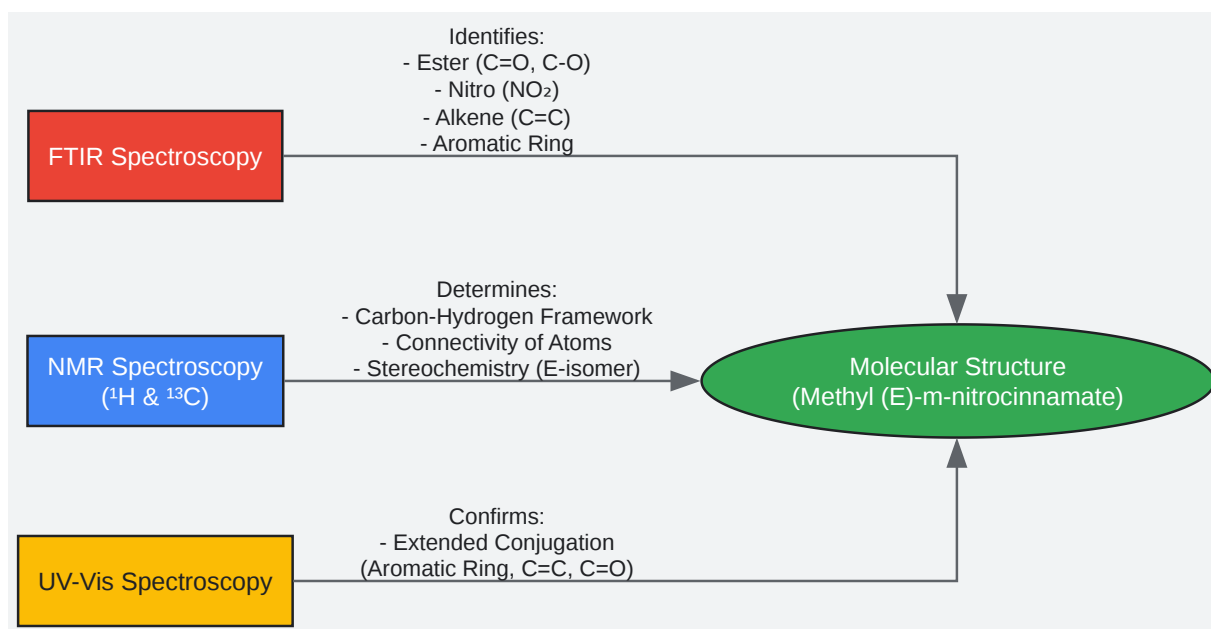 Identifies:
- Ester (C=O, C-O)
- Nitro (NO₂)
- Alkene (C=C)
- Aromatic Ring
FTIR Spectroscopy
Determines:
- Carbon-Hydrogen Framework
- Connectivity of Atoms
- Stereochemistry (E-isomer)
NMR Spectroscopy
(¹H & ¹³C)
Molecular Structure
(Methyl (E)-m-nitrocinnamate)
Confirms:
- Extended Conjugation
(Aromatic Ring, C=C, C=O)
UV-Vis Spectroscopy